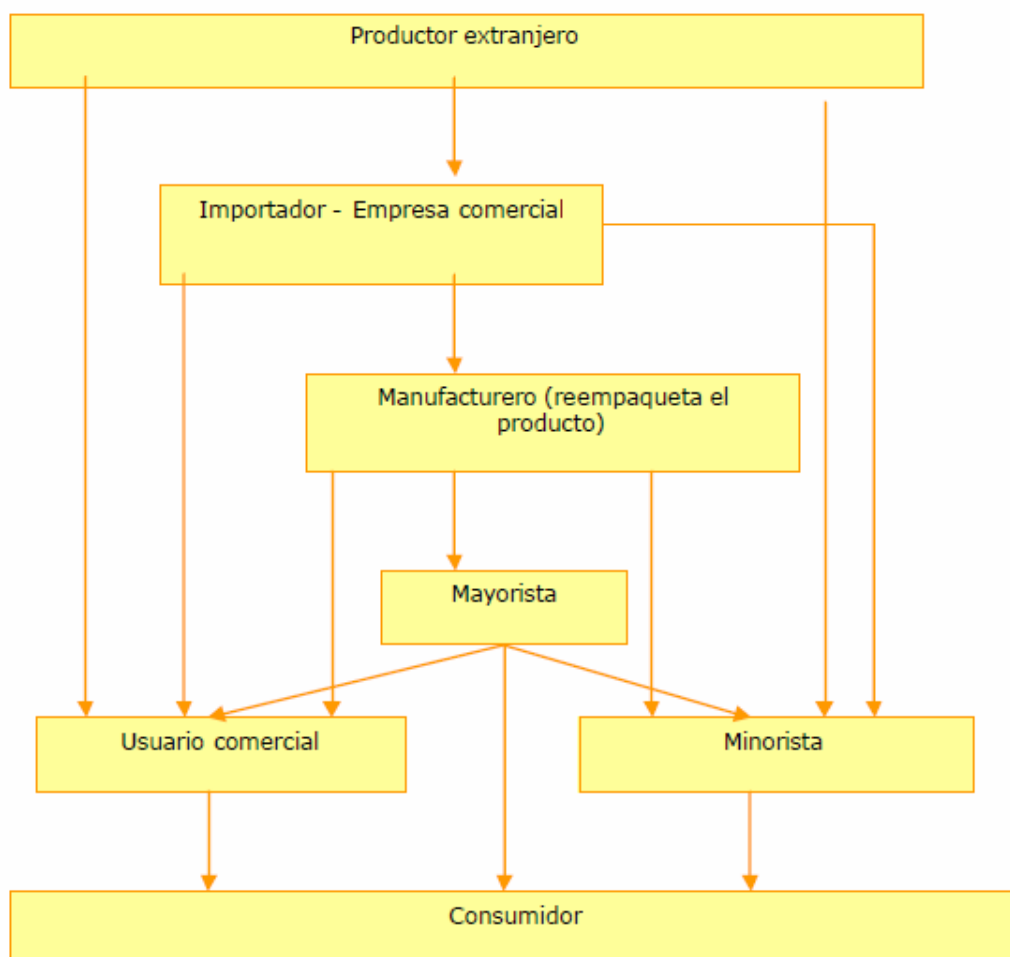 Productor extranjero
Importador - Empresa comercial
Manufacturero (reempaqueta el
producto)
Mayorista
Usuario comercial
Minorista
Consumidor